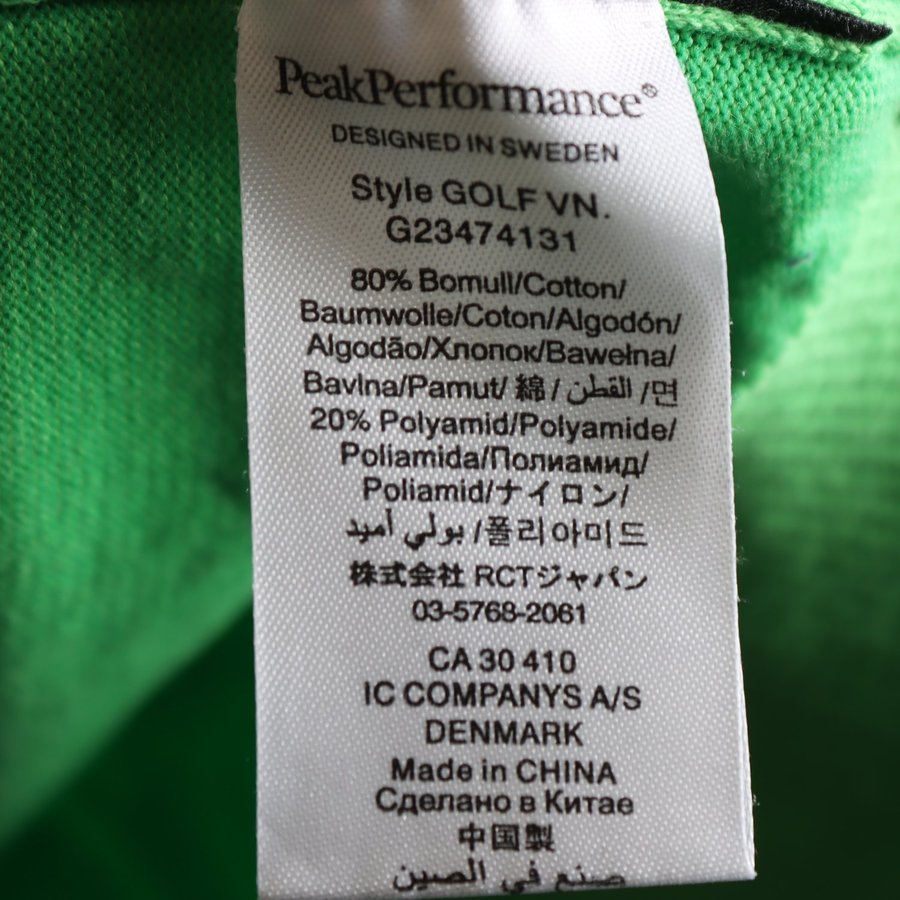 PeakPerformance®
DESIGNED IN SWEDEN
Style GOLF VN.
G23474131
80% Bomull/Cotton/
Baumwolle/Coton/Algodón/
Algodão/Хлопок/Bawełna/
Bavlna/Pamut/ 綿 / القطن /면
20% Polyamid/Polyamide/
Poliamida/Полиамид/
Poliamid/ナイロン/
بولي أميد /폴리아미드
株式会社 RCTジャパン
03-5768-2061
CA 30 410
IC COMPANYS A/S
DENMARK
Made in CHINA
Сделано в Китае
中国製
صنع في الصين